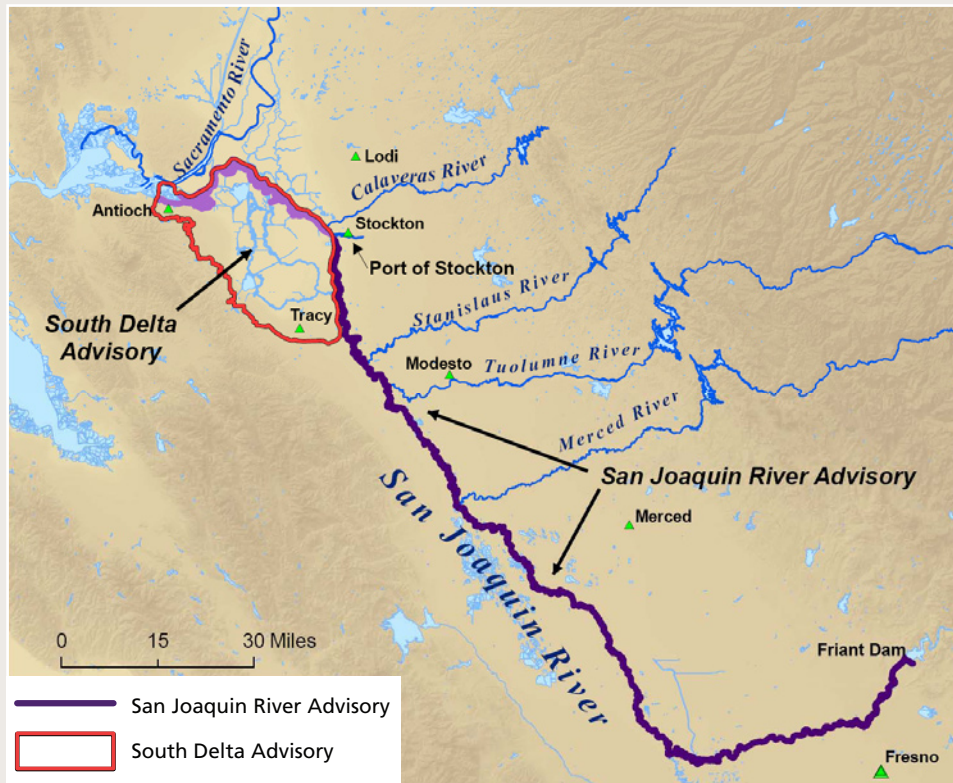 Sacramento River
Lodi
Calaveras River
Antioch
Stockton
Port of Stockton
South Delta
Advisory
Tracy
Stanislaus River
Modesto
Tuolumne River
Merced River
San Joaquin River Advisory
San Joaquin River
Merced
0 15 30 Miles
Friant Dam
San Joaquin River Advisory
South Delta Advisory
Fresno